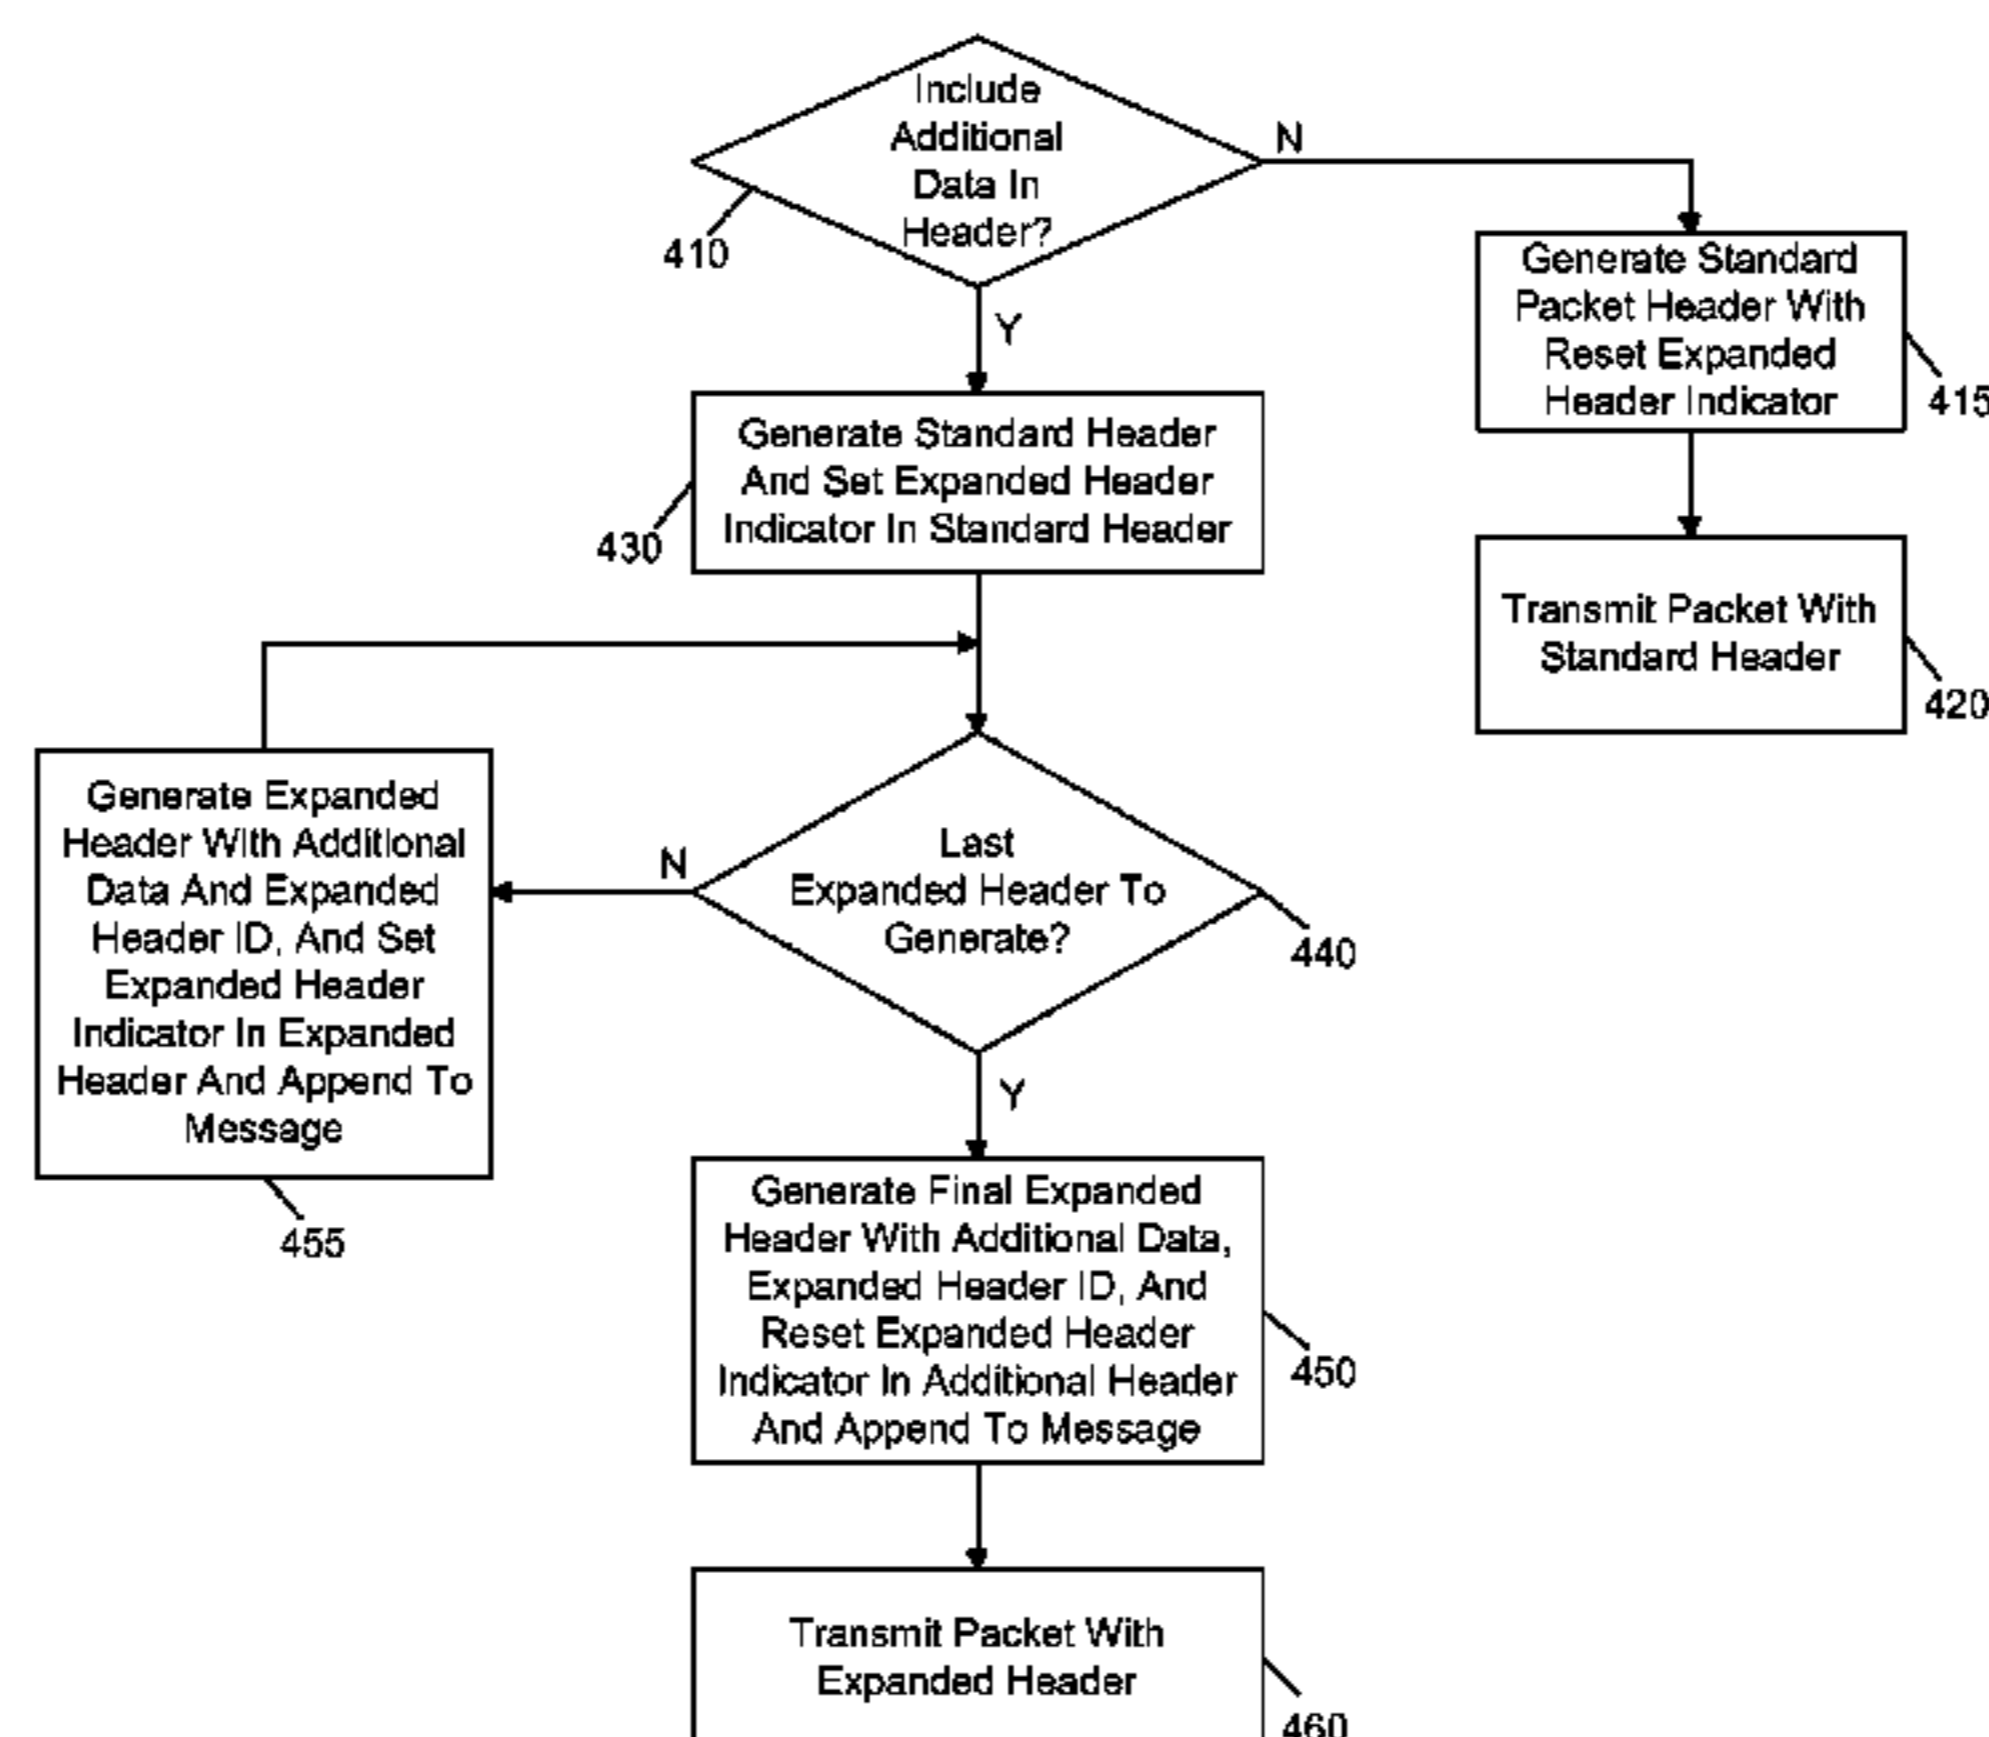 Include
Additional
Data In
Header?
N
410
Y
Generate Standard
Packet Header With
Reset Expanded
Header Indicator
415
Generate Standard Header
And Set Expanded Header
Indicator In Standard Header
430
Transmit Packet With
Standard Header
420
Generate Expanded
Header With Additional
Data And Expanded
Header ID, And Set
Expanded Header
Indicator In Expanded
Header And Append To
Message
455
N
Last
Expanded Header To
Generate?
440
Y
Generate Final Expanded
Header With Additional Data,
Expanded Header ID, And
Reset Expanded Header
Indicator In Additional Header
And Append To Message
450
Transmit Packet With
Expanded Header
460